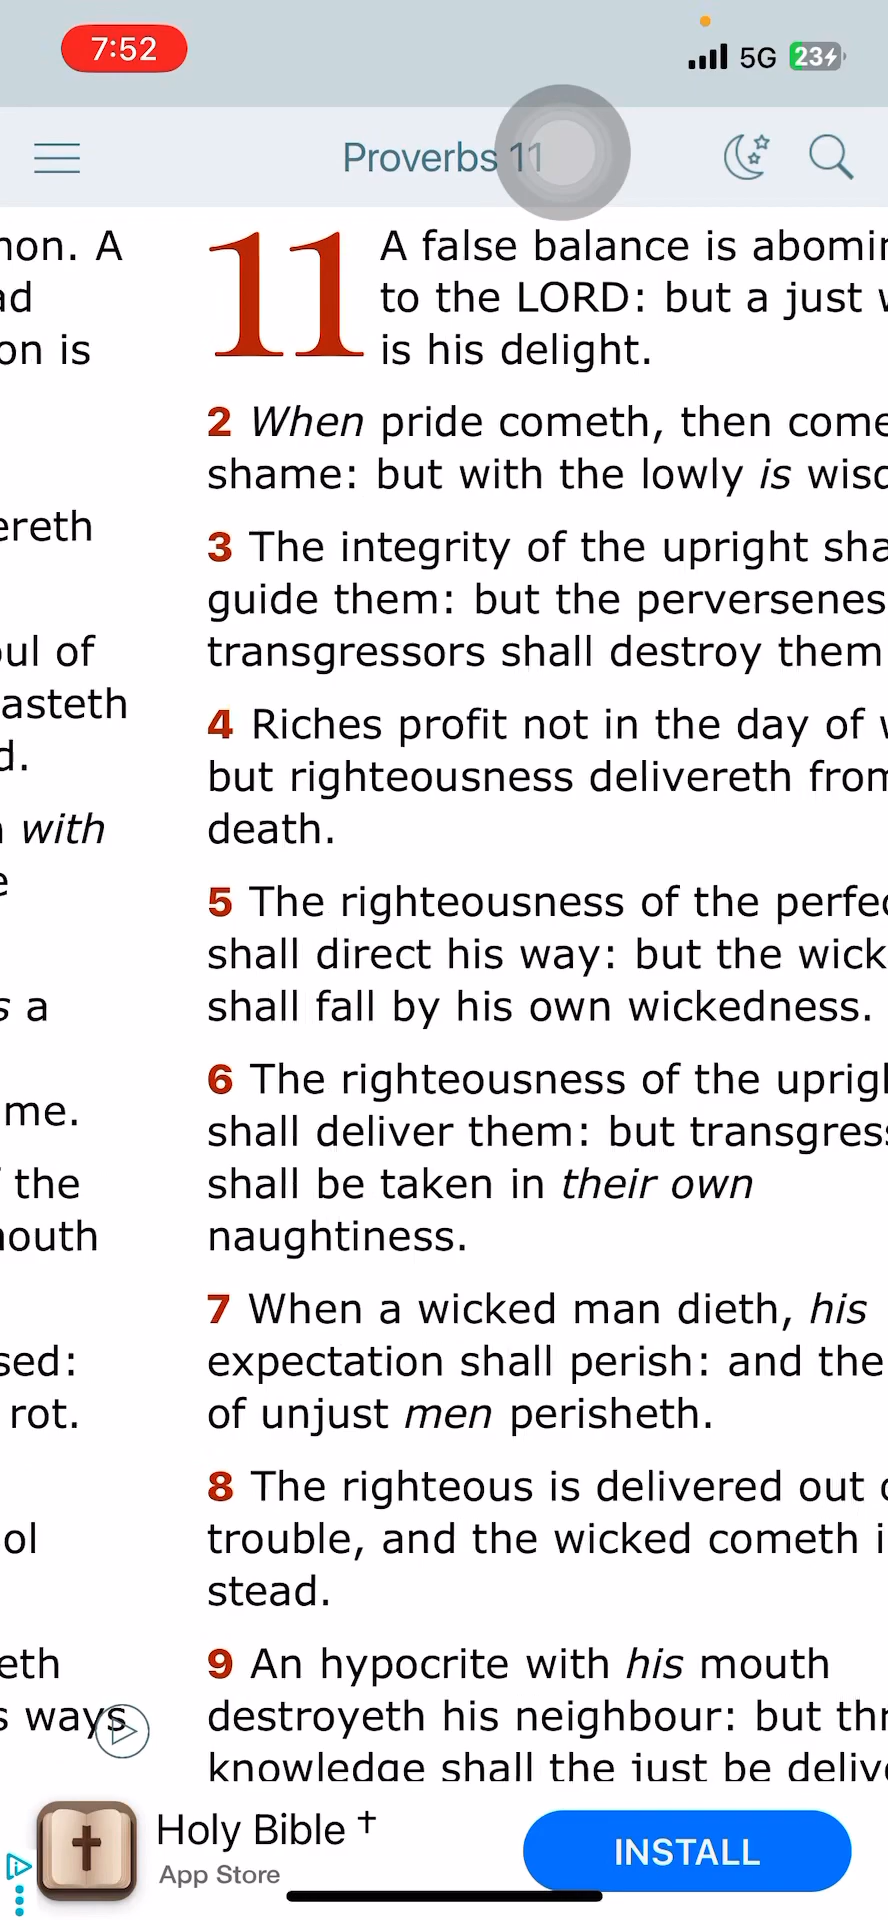 7:52
5G 23
Proverbs 11
non. A
ad
on is
ereth
oul of
asteth
d.
with
e
s a
me.
the
nouth
sed:
rot.
ol
eth
s ways
11 A false balance is abomin
to the LORD: but a just w
is his delight.
2 When pride cometh, then come
shame: but with the lowly is wisd
3 The integrity of the upright sha
guide them: but the perversenes
transgressors shall destroy them
4 Riches profit not in the day of w
but righteousness delivereth from
death.
5 The righteousness of the perfec
shall direct his way: but the wick
shall fall by his own wickedness.
6 The righteousness of the uprigh
shall deliver them: but transgress
shall be taken in their own
naughtiness.
7 When a wicked man dieth, his
expectation shall perish: and the
of unjust men perisheth.
8 The righteous is delivered out o
trouble, and the wicked cometh i
stead.
9 An hypocrite with his mouth
destroyeth his neighbour: but thr
knowledge shall the just be delive
Holy Bible †
App Store
INSTALL